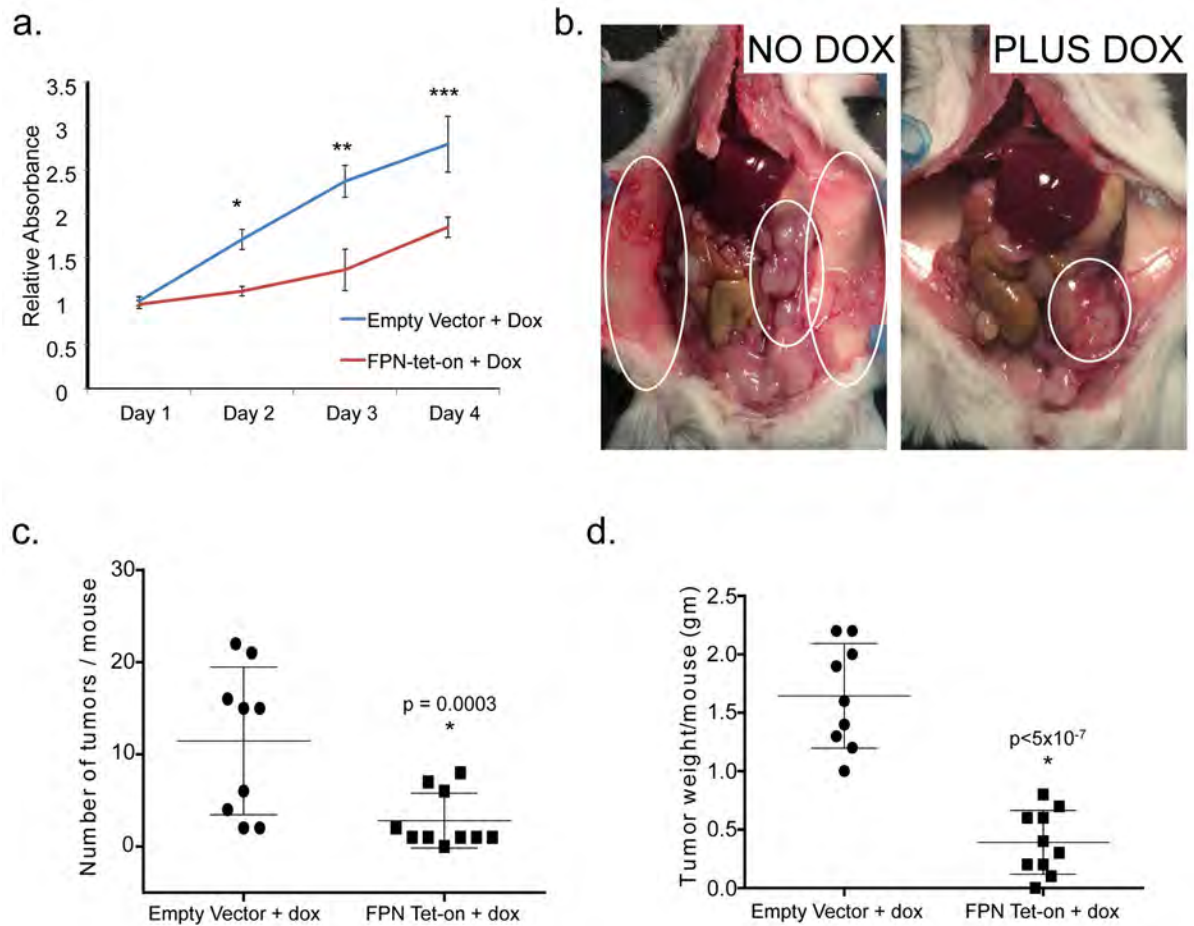 a.
3.5
3
2.5
2
1.5
1
0.5
0
Relative Absorbance
*
**
***
Empty Vector + Dox
FPN-tet-on + Dox
Day 1 Day 2 Day 3 Day 4
b.
NO DOX
PLUS DOX
c.
30
20
10
0
Number of tumors / mouse
p = 0.0003
*
Empty Vector + dox FPN Tet-on + dox
d.
2.5
2.0
1.5
1.0
0.5
0.0
Tumor weight/mouse (gm)
p<5x10⁻⁷
*
Empty Vector + dox FPN Tet-on + dox